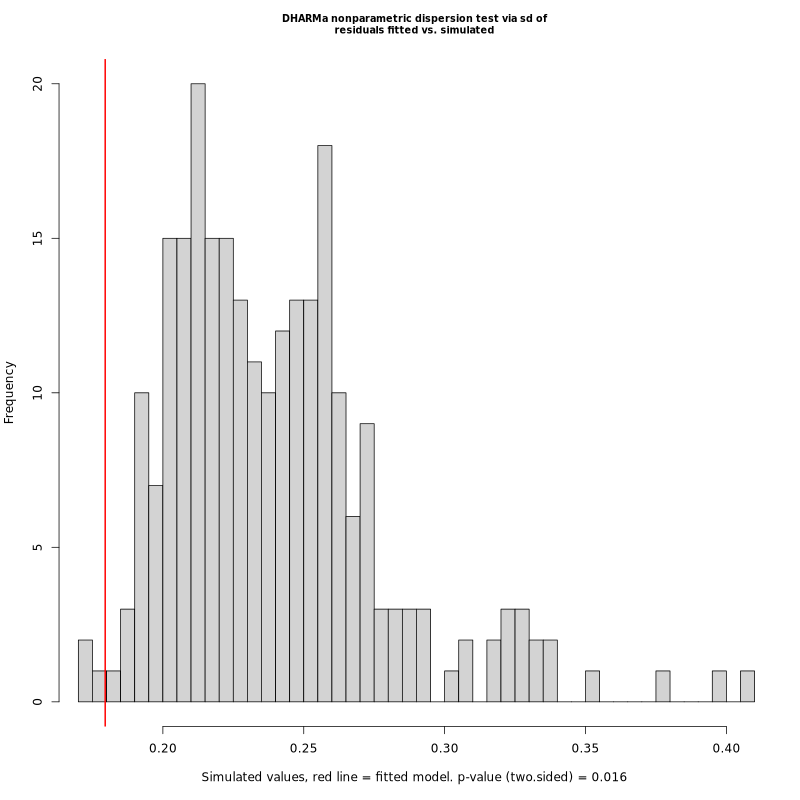 DHARMa nonparametric dispersion test via sd of
residuals fitted vs. simulated
Frequency
20
15
10
5
0
0.20 0.25 0.30 0.35 0.40
Simulated values, red line = fitted model. p-value (two.sided) = 0.016